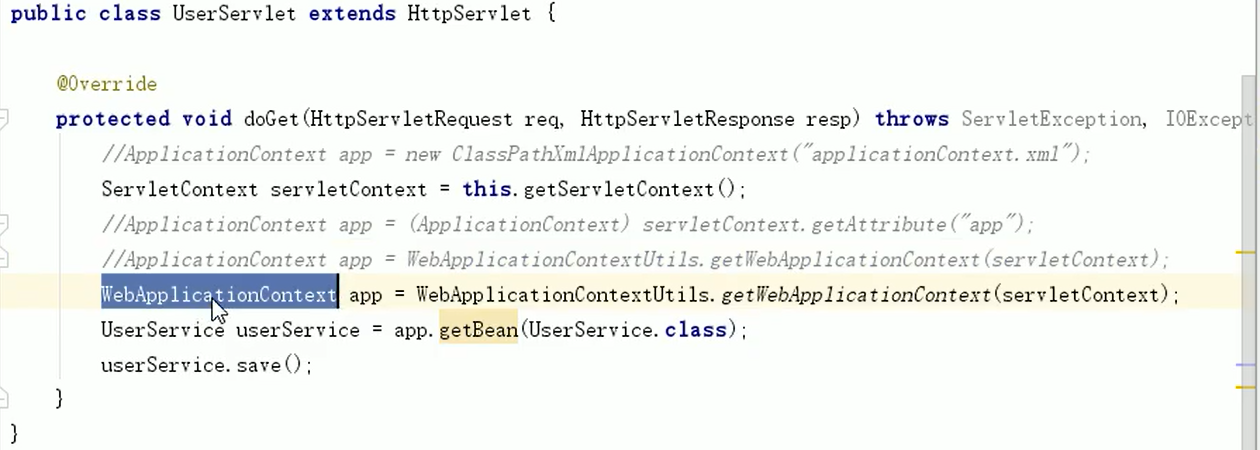 public class UserServlet extends HttpServlet {
@Override
protected void doGet(HttpServletRequest req, HttpServletResponse resp) throws ServletException, IOExcept
//ApplicationContext app = new ClassPathXmlApplicationContext("applicationContext.xml");
ServletContext servletContext = this.getServletContext();
//ApplicationContext app = (ApplicationContext) servletContext.getAttribute("app");
//ApplicationContext app = WebApplicationContextUtils.getWebApplicationContext(servletContext);
WebApplicationContext app = WebApplicationContextUtils.getWebApplicationContext(servletContext);
UserService userService = app.getBean(UserService.class);
userService.save();
}
}